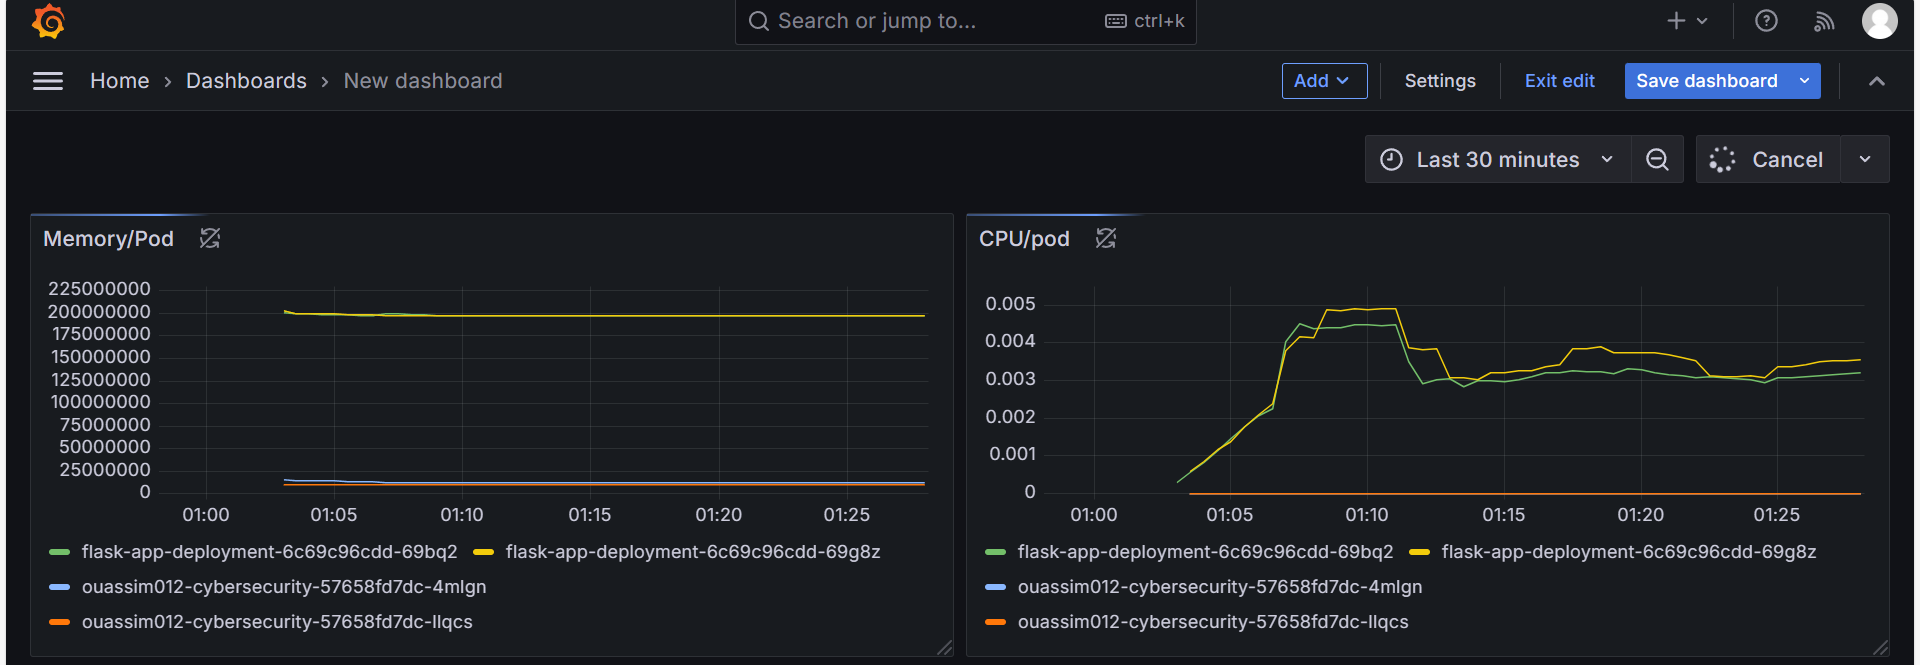 Search or jump to... ctrl+k
Home › Dashboards › New dashboard Add Settings Exit edit Save dashboard
Last 30 minutes Cancel
Memory/Pod
225000000
200000000
175000000
150000000
125000000
100000000
75000000
50000000
25000000
0
01:00 01:05 01:10 01:15 01:20 01:25
flask-app-deployment-6c69c96cdd-69bq2 flask-app-deployment-6c69c96cdd-69g8z
ouassim012-cybersecurity-57658fd7dc-4mlgn
ouassim012-cybersecurity-57658fd7dc-llqcs
CPU/pod
0.005
0.004
0.003
0.002
0.001
0
01:00 01:05 01:10 01:15 01:20 01:25
flask-app-deployment-6c69c96cdd-69bq2 flask-app-deployment-6c69c96cdd-69g8z
ouassim012-cybersecurity-57658fd7dc-4mlgn
ouassim012-cybersecurity-57658fd7dc-llqcs